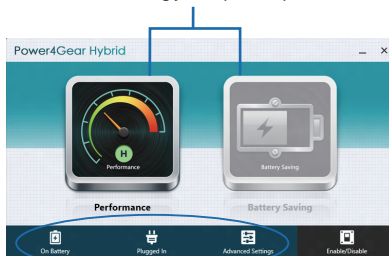 Power4Gear Hybrid
H
Performance
Battery Saving
Performance
Battery Saving
On Battery
Plugged In
Advanced Settings
Enable/Disable